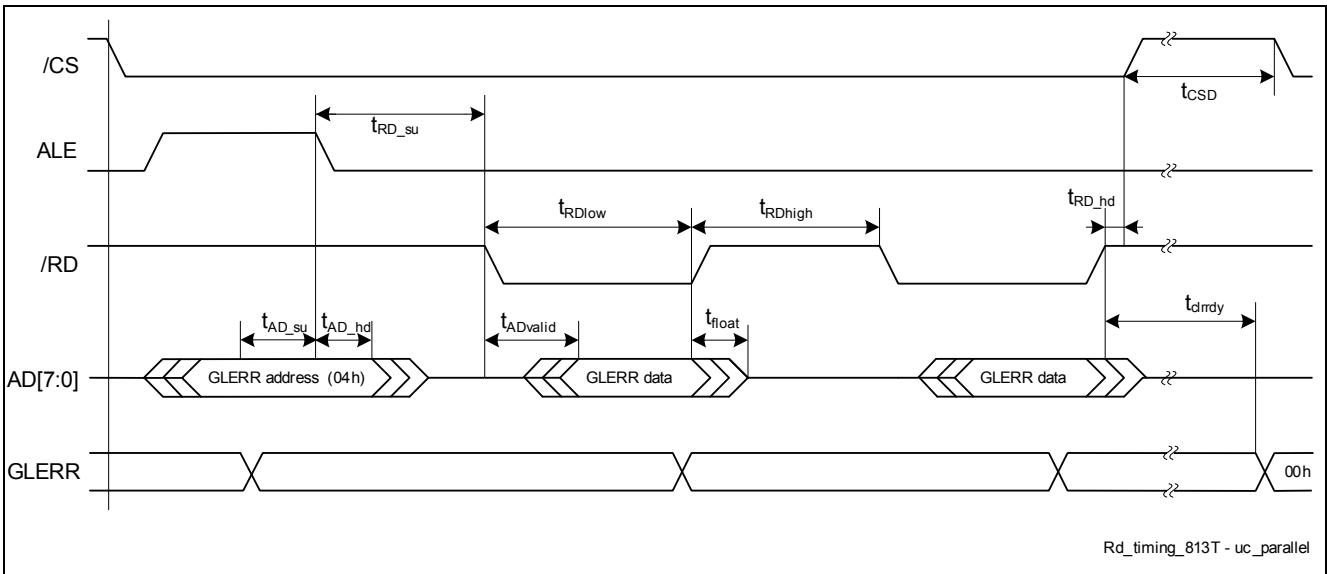 /CS
tCSD
tRD_su
ALE
tRD_hd
tRDlow
tRDhigh
/RD
tclrrdy
tAD_su
tAD_hd
tADvalid
tfloat
AD[7:0]
GLERR address (04h)
GLERR data
GLERR data
GLERR
00h
Rd_timing_813T - uc_parallel